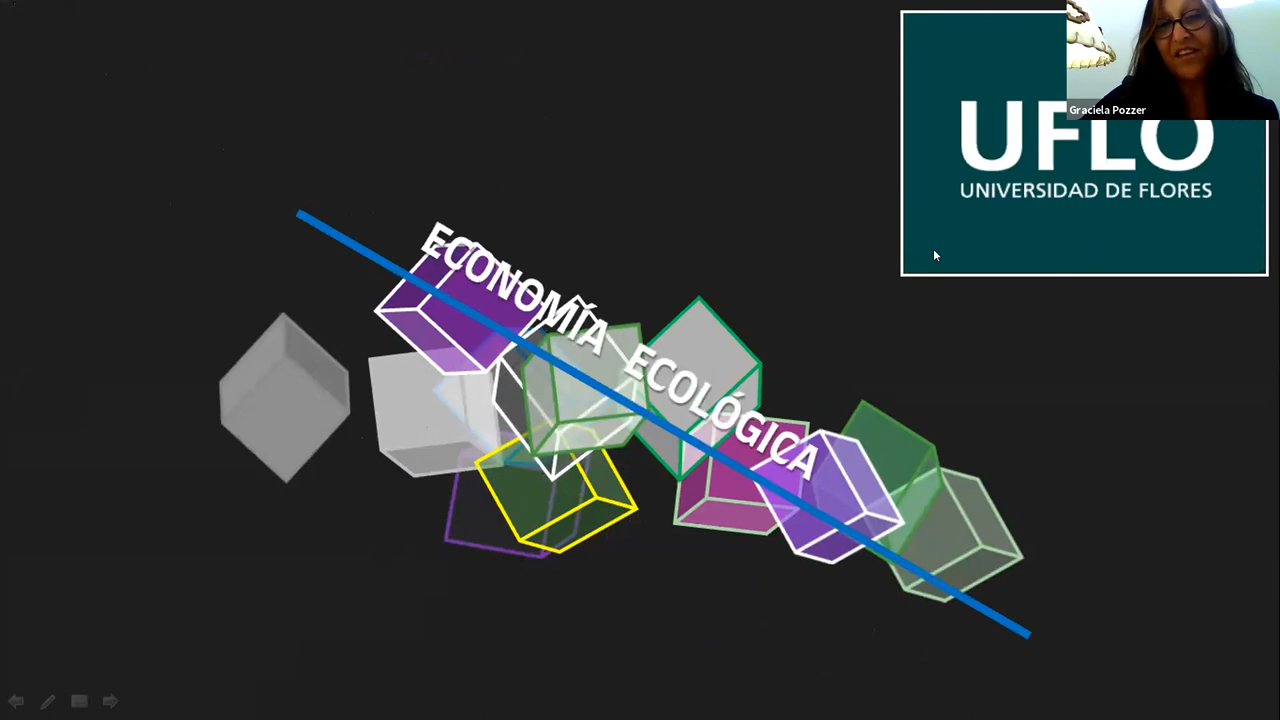 Graciela Pozzer
UFLO
UNIVERSIDAD DE FLORES
ECONOMÍA ECOLÓGICA